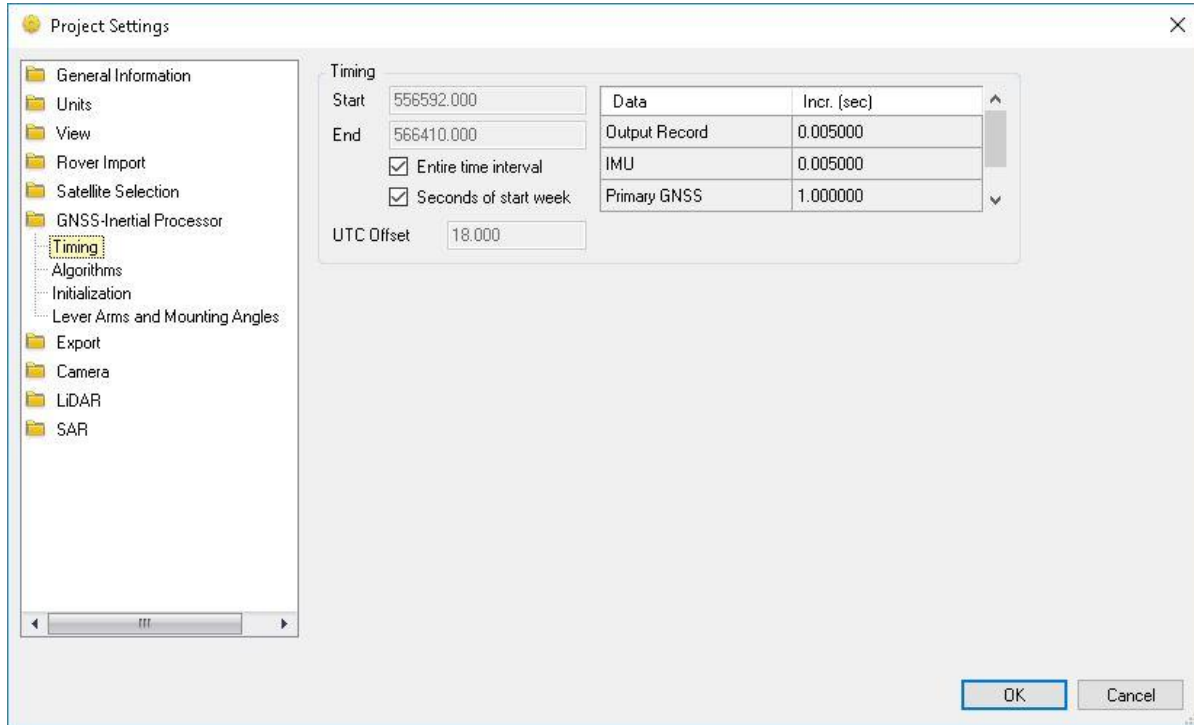 Project Settings
General Information
Units
View
Rover Import
Satellite Selection
GNSS-Inertial Processor
Timing
Algorithms
Initialization
Lever Arms and Mounting Angles
Export
Camera
LiDAR
SAR
Timing
Start 556592.000
End 566410.000
Entire time interval
Seconds of start week
UTC Offset 18.000
Data Incr. (sec)
Output Record 0.005000
IMU 0.005000
Primary GNSS 1.000000
OK Cancel